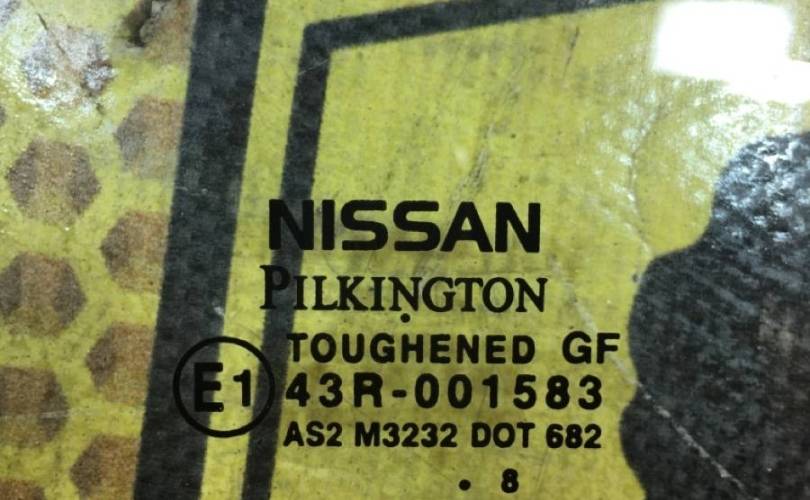 NISSAN
PILKINGTON
TOUGHENED GF
E1 43R-001583
AS2 M3232 DOT 682
. 8